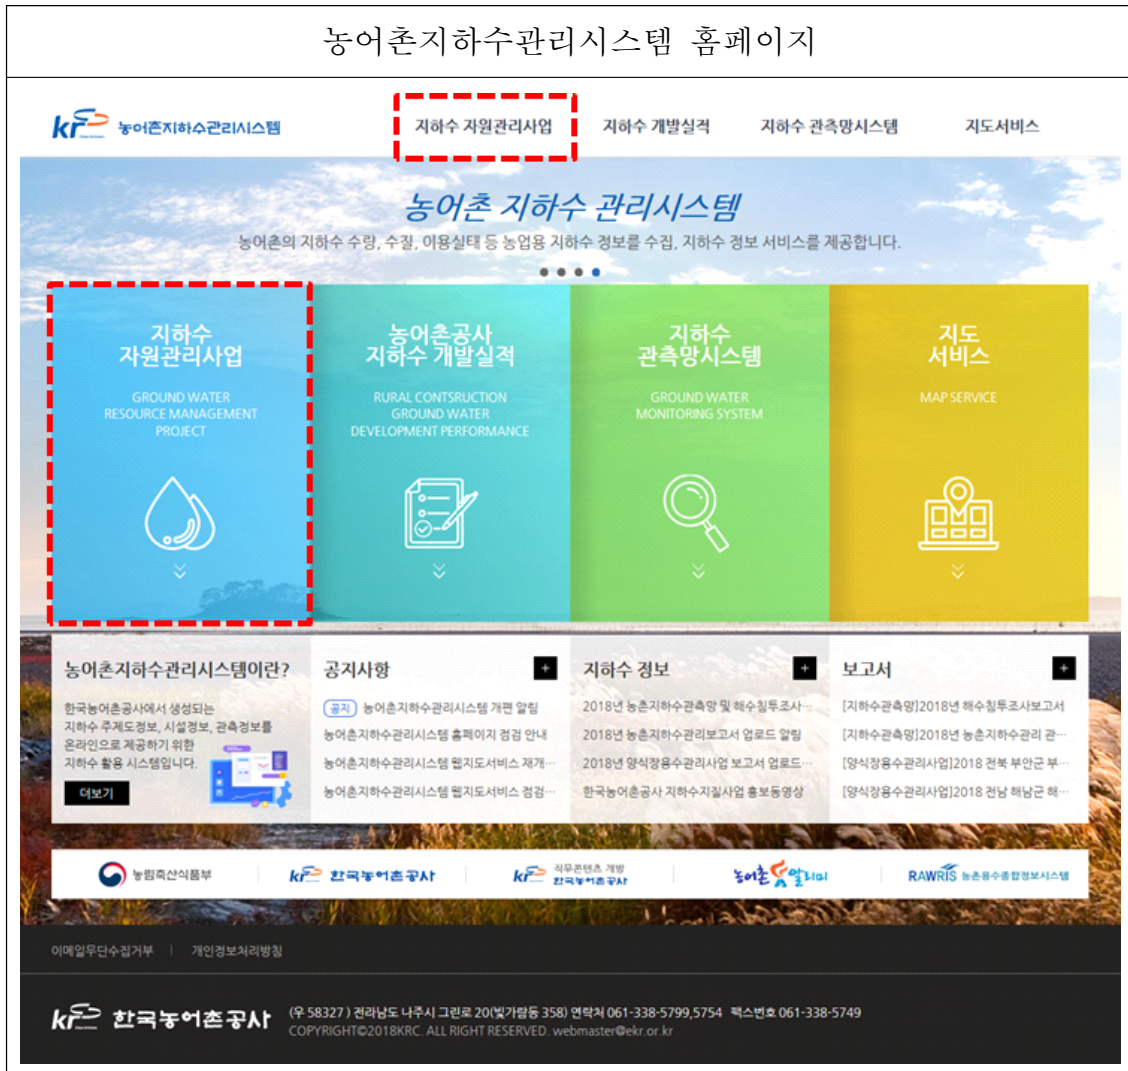 농어촌지하수관리시스템 홈페이지
kr 농어촌지하수관리시스템
지하수 자원관리사업
지하수 개발실적
지하수 관측망시스템
지도서비스
농어촌 지하수 관리시스템
농어촌의 지하수 수량, 수질, 이용실태 등 농업용 지하수 정보를 수집, 지하수 정보 서비스를 제공합니다.
지하수
자원관리사업
GROUND WATER
RESOURCE MANAGEMENT
PROJECT
농어촌공사
지하수 개발실적
RURAL CONTSRUCTION
GROUND WATER
DEVELOPMENT PERFORMANCE
지하수
관측망시스템
GROUND WATER
MONITORING SYSTEM
지도
서비스
MAP SERVICE
농어촌지하수관리시스템이란?
한국농어촌공사에서 생성되는
지하수 주제도정보, 시설정보, 관측정보를
온라인으로 제공하기 위한
지하수 활용 시스템입니다.
더보기
공지사항 +
공지 농어촌지하수관리시스템 개편 알림
농어촌지하수관리시스템 홈페이지 점검 안내
농어촌지하수관리시스템 웹지도서비스 재개…
농어촌지하수관리시스템 웹지도서비스 점검…
지하수 정보 +
2018년 농촌지하수관측망 및 해수침투조사…
2018년 농촌지하수관리보고서 업로드 알림
2018년 양식장용수관리사업 보고서 업로드…
한국농어촌공사 지하수지질사업 홍보동영상
보고서 +
[지하수관측망]2018년 해수침투조사보고서
[지하수관측망]2018년 농촌지하수관리 관…
[양식장용수관리사업]2018 전북 부안군 부…
[양식장용수관리사업]2018 전남 해남군 해…
농림축산식품부
kr 한국농어촌공사
kr 직무콘텐츠 개발
한국농어촌공사
농어촌 알리미
RAWRIS 농촌용수종합정보시스템
이메일무단수집거부 | 개인정보처리방침
kr 한국농어촌공사
(우 58327 ) 전라남도 나주시 그린로 20(빛가람동 358) 연락처 061-338-5799,5754 팩스번호 061-338-5749
COPYRIGHT©2018KRC. ALL RIGHT RESERVED. webmaster@ekr.or.kr